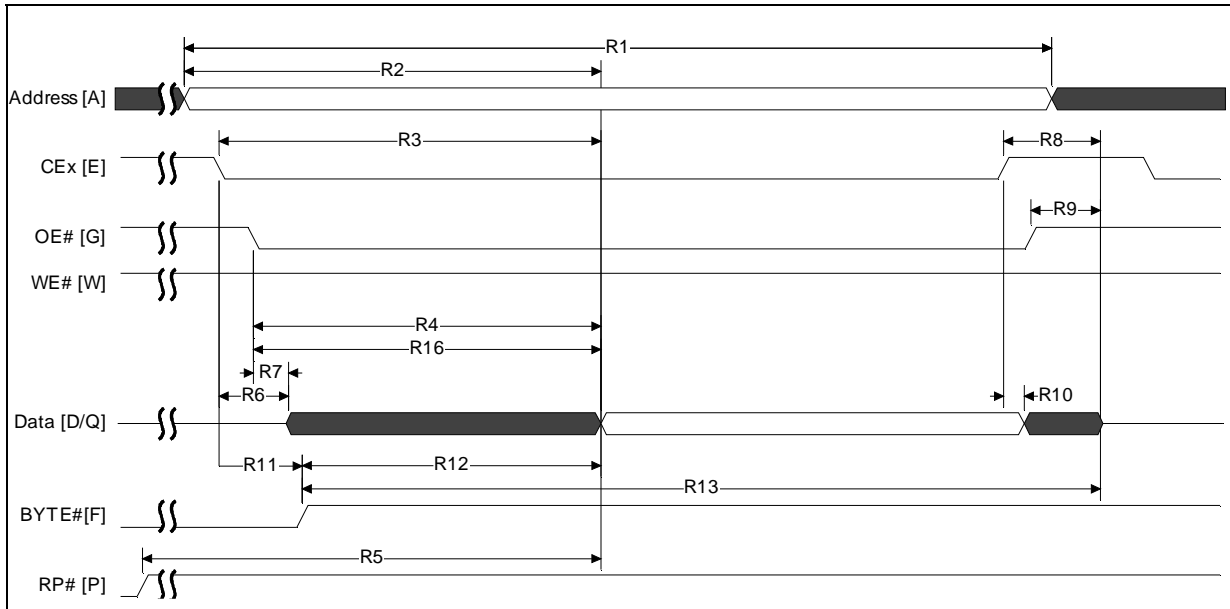 R1
R2
Address [A]
R3
R8
CEx [E]
R9
OE# [G]
WE# [W]
R4
R16
R7
R6
R10
Data [D/Q]
R11
R12
R13
BYTE#[F]
R5
RP# [P]